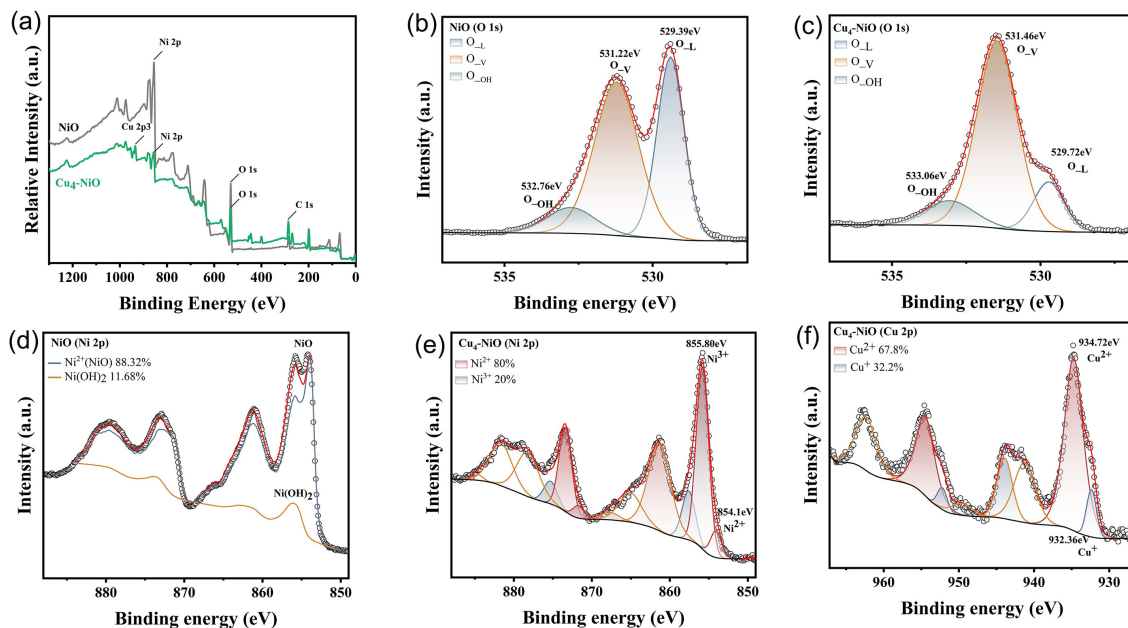 (a)
Relative Intensity (a.u.)
NiO
Cu₄-NiO
Ni 2p
Cu 2p3
Ni 2p
O 1s
O 1s
C 1s
1200 1000 800 600 400 200 0
Binding Energy (eV)
(b)
Intensity (a.u.)
NiO (O 1s)
O_L
O_V
O_OH
529.39eV
O_L
531.22eV
O_V
532.76eV
O_OH
535 530
Binding energy (eV)
(c)
Intensity (a.u.)
Cu₄-NiO (O 1s)
O_L
O_V
O_OH
531.46eV
O_V
529.72eV
O_L
533.06eV
O_OH
535 530
Binding energy (eV)
(d)
Intensity (a.u.)
NiO (Ni 2p)
Ni²⁺(NiO) 88.32%
Ni(OH)₂ 11.68%
NiO
Ni(OH)₂
880 870 860 850
Binding energy (eV)
(e)
Intensity (a.u.)
Cu₄-NiO (Ni 2p)
Ni²⁺ 80%
Ni³⁺ 20%
855.80eV
Ni³⁺
854.1eV
Ni²⁺
880 870 860 850
Binding energy (eV)
(f)
Intensity (a.u.)
Cu₄-NiO (Cu 2p)
Cu²⁺ 67.8%
Cu⁺ 32.2%
934.72eV
Cu²⁺
932.36eV
Cu⁺
960 950 940 930
Binding energy (eV)